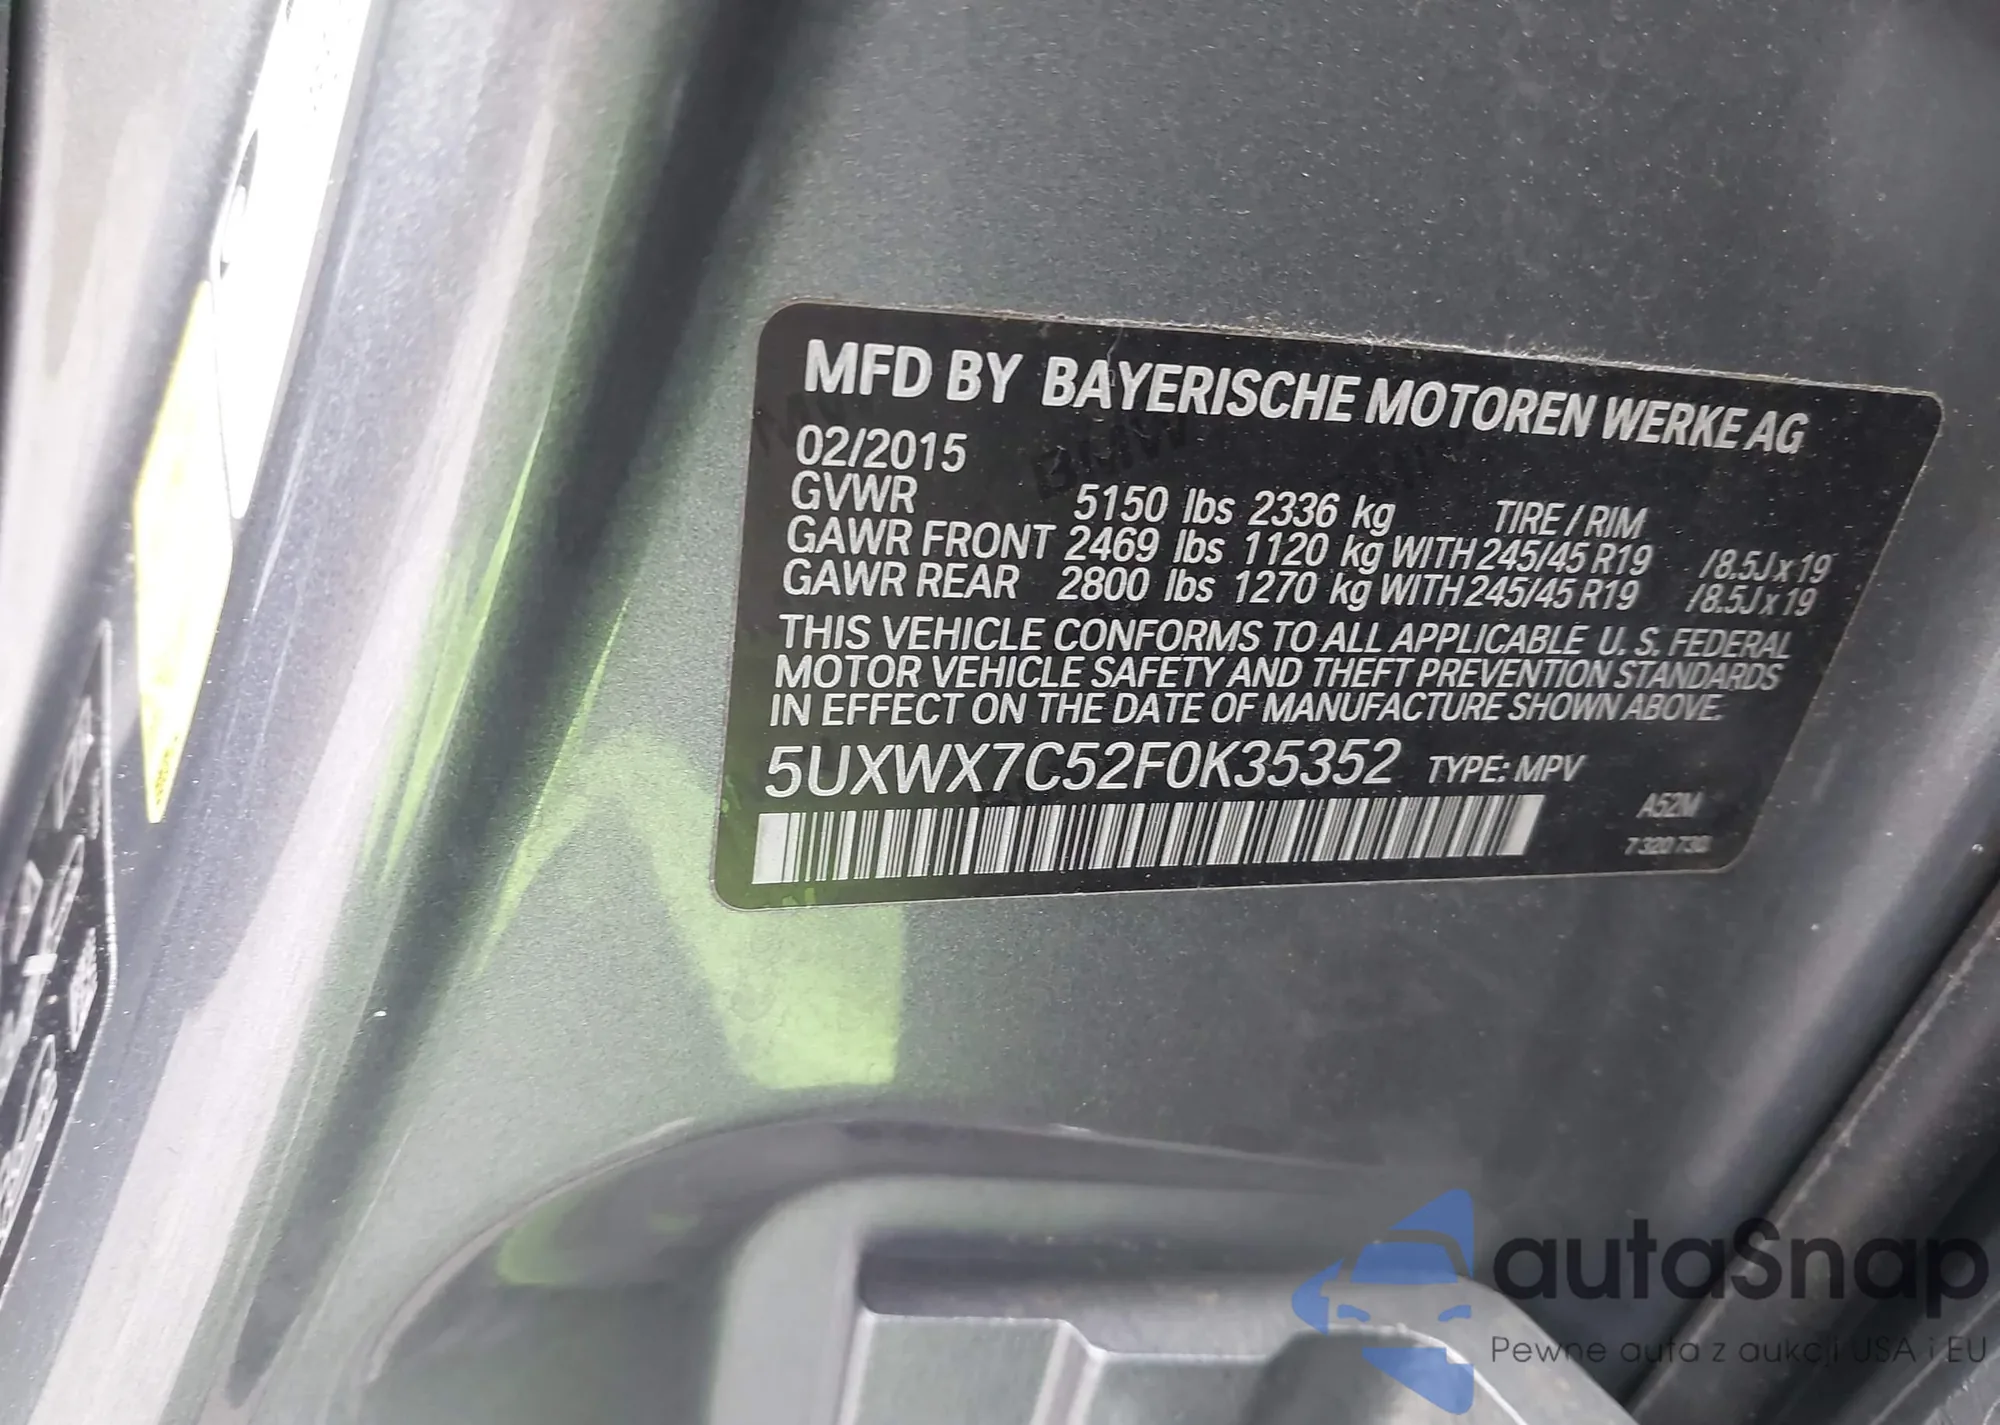 MFD BY BAYERISCHE MOTOREN WERKE AG
02/2015
GVWR 5150 lbs 2336 kg TIRE / RIM
GAWR FRONT 2469 lbs 1120 kg WITH 245/45 R19 / 8.5J x 19
GAWR REAR 2800 lbs 1270 kg WITH 245/45 R19 / 8.5J x 19
THIS VEHICLE CONFORMS TO ALL APPLICABLE U. S. FEDERAL
MOTOR VEHICLE SAFETY AND THEFT PREVENTION STANDARDS
IN EFFECT ON THE DATE OF MANUFACTURE SHOWN ABOVE.
5UXWX7C52F0K35352 TYPE: MPV
A52M
autaSnap
Pewne auta z aukcji USA i EU